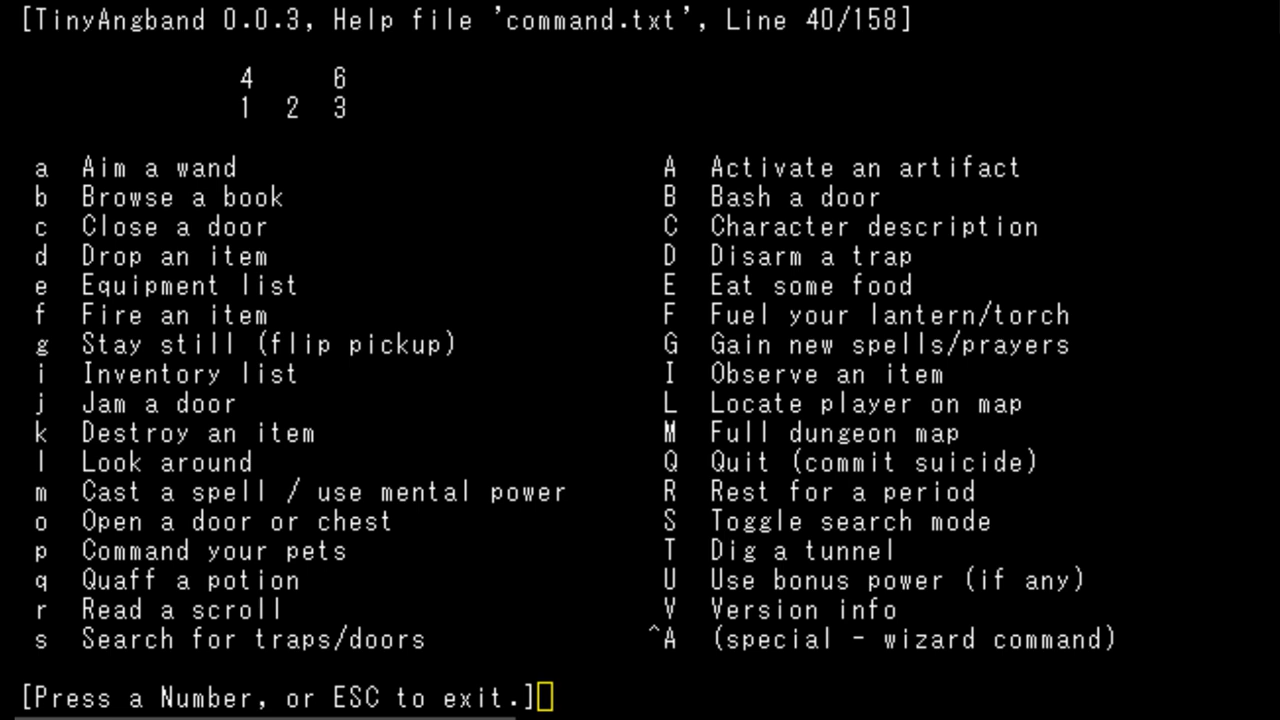 [TinyAngband 0.0.3, Help file 'command.txt', Line 40/158]
4 6
1 2 3
a Aim a wand A Activate an artifact
b Browse a book B Bash a door
c Close a door C Character description
d Drop an item D Disarm a trap
e Equipment list E Eat some food
f Fire an item F Fuel your lantern/torch
g Stay still (flip pickup) G Gain new spells/prayers
i Inventory list I Observe an item
j Jam a door L Locate player on map
k Destroy an item M Full dungeon map
l Look around Q Quit (commit suicide)
m Cast a spell / use mental power R Rest for a period
o Open a door or chest S Toggle search mode
p Command your pets T Dig a tunnel
q Quaff a potion U Use bonus power (if any)
r Read a scroll V Version info
s Search for traps/doors ^A (special - wizard command)
[Press a Number, or ESC to exit.]